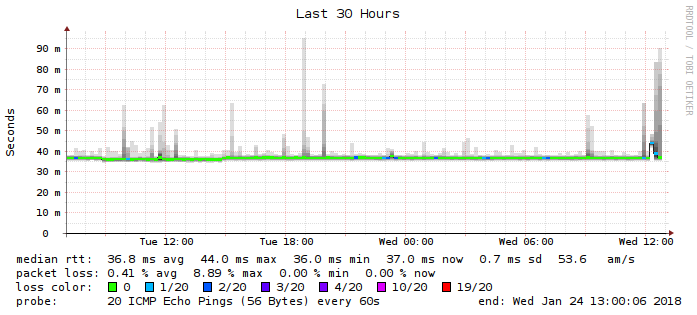 Last 30 Hours
RRDTOOL / TOBI OETIKER
Seconds
90 m
80 m
70 m
60 m
50 m
40 m
30 m
20 m
10 m
0
Tue 12:00 Tue 18:00 Wed 00:00 Wed 06:00 Wed 12:00
median rtt: 36.8 ms avg 44.0 ms max 36.0 ms min 37.0 ms now 0.7 ms sd 53.6 am/s
packet loss: 0.41 % avg 8.89 % max 0.00 % min 0.00 % now
loss color: 0 1/20 2/20 3/20 4/20 10/20 19/20
probe: 20 ICMP Echo Pings (56 Bytes) every 60s end: Wed Jan 24 13:00:06 2018